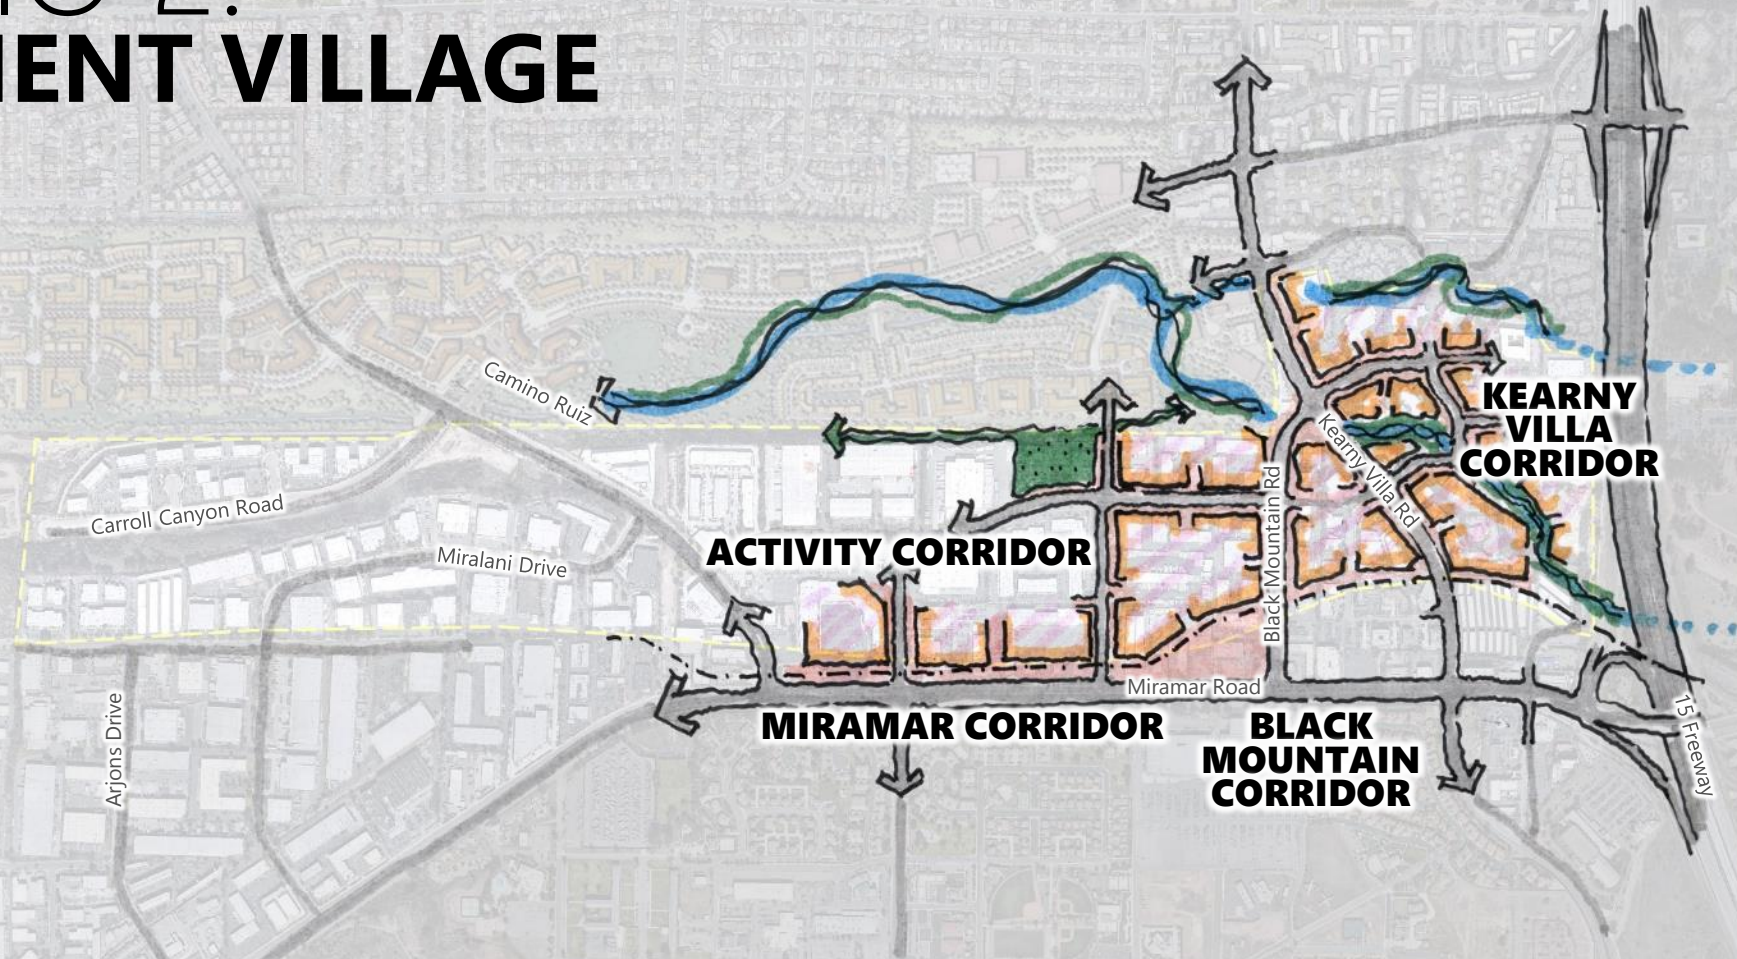 2:
VILLAGE
Camino Ruiz
KEARNY
VILLA
CORRIDOR
Kearny Villa Rd
Black Mountain Rd
Carroll Canyon Road
Miralani Drive
ACTIVITY CORRIDOR
Miramar Road
Arjons Drive
MIRAMAR CORRIDOR
BLACK
MOUNTAIN
CORRIDOR
15 Freeway